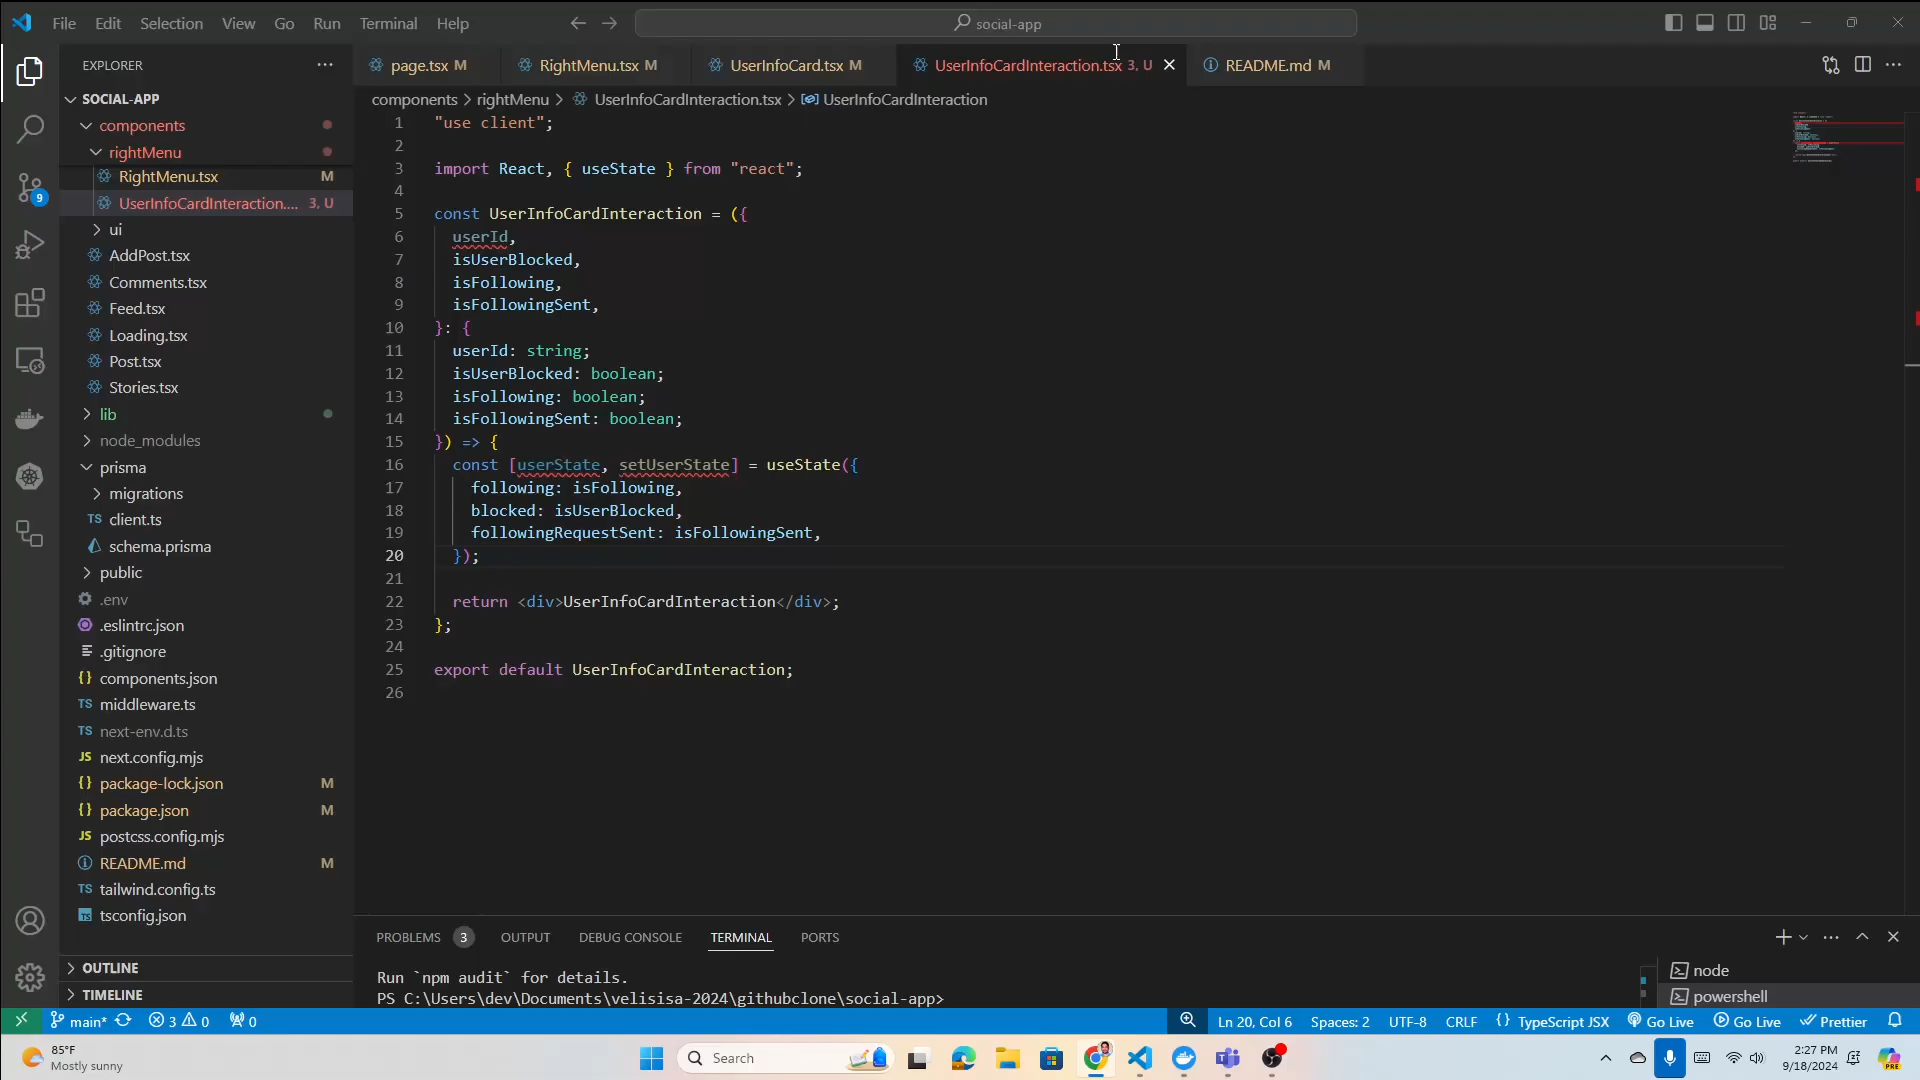 File Edit Selection View Go Run Terminal Help
social-app
EXPLORER
SOCIAL-APP
components
rightMenu
RightMenu.tsx M
UserInfoCardInteraction.... 3, U
ui
AddPost.tsx
Comments.tsx
Feed.tsx
Loading.tsx
Post.tsx
Stories.tsx
lib
node_modules
prisma
migrations
TS client.ts
schema.prisma
public
.env
.eslintrc.json
.gitignore
{} components.json
TS middleware.ts
TS next-env.d.ts
JS next.config.mjs
{} package-lock.json M
{} package.json M
JS postcss.config.mjs
README.md M
TS tailwind.config.ts
tsconfig.json
OUTLINE
TIMELINE
9
page.tsx M
RightMenu.tsx M
UserInfoCard.tsx M
UserInfoCardInteraction.tsx 3, U
README.md M
components > rightMenu > UserInfoCardInteraction.tsx > UserInfoCardInteraction
1 "use client";
2
3 import React, { useState } from "react";
4
5 const UserInfoCardInteraction = ({
6 userId,
7 isUserBlocked,
8 isFollowing,
9 isFollowingSent,
10 }: {
11 userId: string;
12 isUserBlocked: boolean;
13 isFollowing: boolean;
14 isFollowingSent: boolean;
15 }) => {
16 const [userState, setUserState] = useState({
17 following: isFollowing,
18 blocked: isUserBlocked,
19 followingRequestSent: isFollowingSent,
20 });
21
22 return <div>UserInfoCardInteraction</div>;
23 };
24
25 export default UserInfoCardInteraction;
26
PROBLEMS 3 OUTPUT DEBUG CONSOLE TERMINAL PORTS
Run `npm audit` for details.
PS C:\Users\dev\Documents\velisisa-2024\githubclone\social-app>
node
powershell
main* 3 0 0
Ln 20, Col 6 Spaces: 2 UTF-8 CRLF {} TypeScript JSX Go Live Go Live Prettier
85°F
Mostly sunny
Search
2:27 PM
9/18/2024
PRE